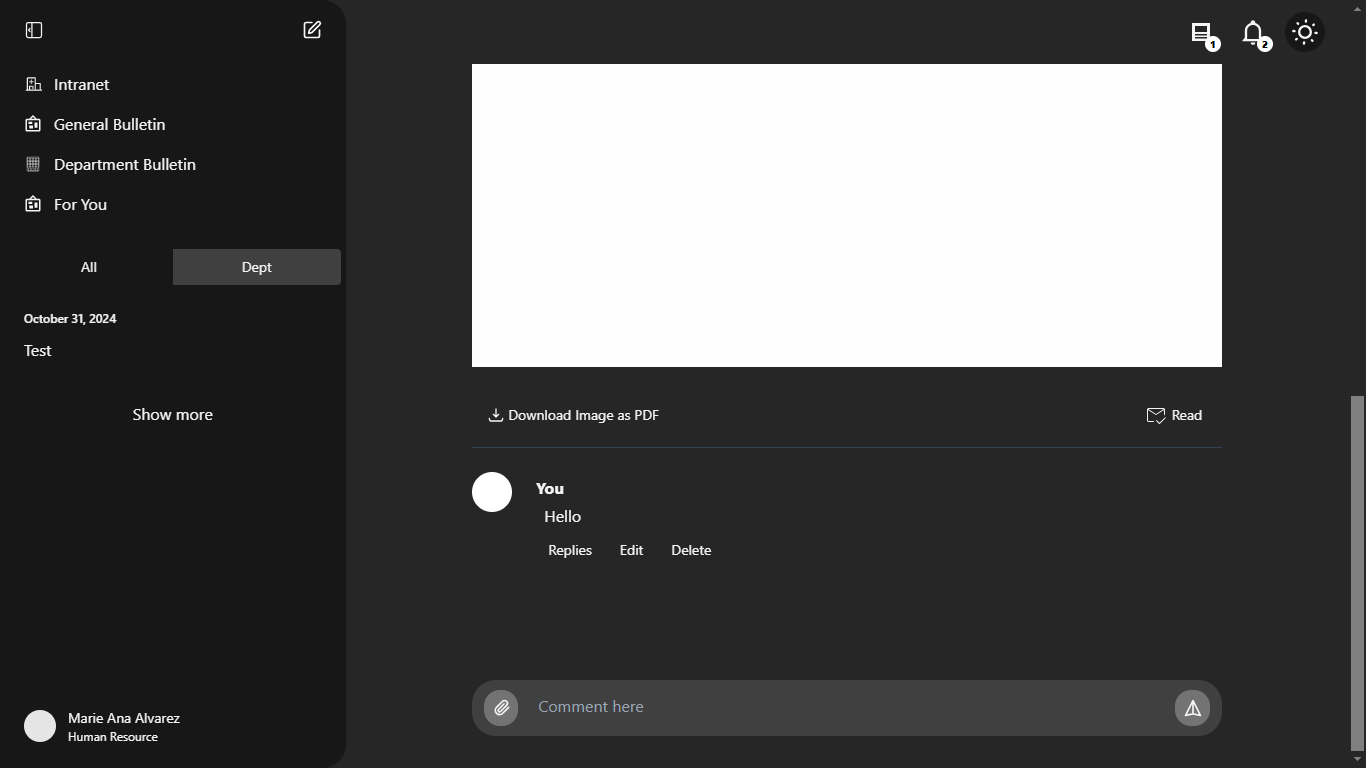 1
2
Intranet
General Bulletin
Department Bulletin
For You
All
Dept
October 31, 2024
Test
Show more
Download Image as PDF
Read
You
Hello
Replies
Edit
Delete
Comment here
Marie Ana Alvarez
Human Resource